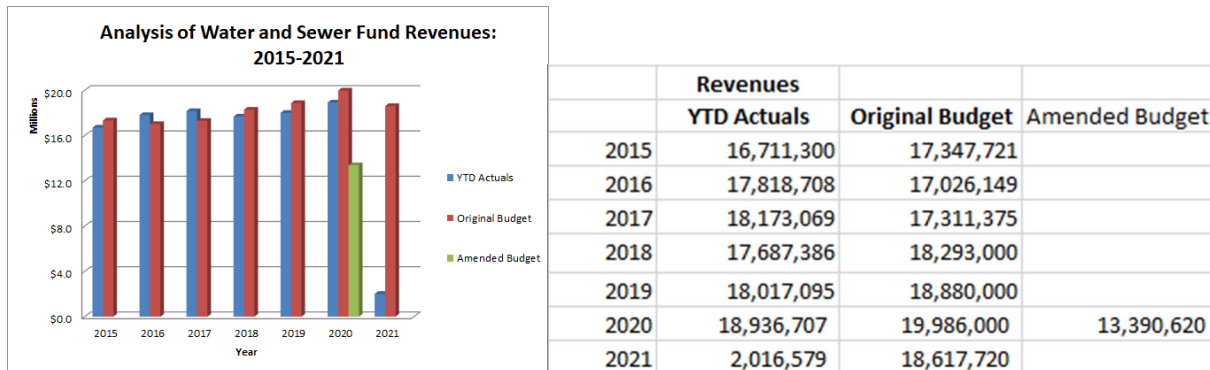 Analysis of Water and Sewer Fund Revenues:
2015-2021
Millions
$20.0
$16.0
$12.0
$8.0
$4.0
$0.0
2015 2016 2017 2018 2019 2020 2021
Year
YTD Actuals
Original Budget
Amended Budget
Revenues
YTD Actuals Original Budget Amended Budget
2015 16,711,300 17,347,721
2016 17,818,708 17,026,149
2017 18,173,069 17,311,375
2018 17,687,386 18,293,000
2019 18,017,095 18,880,000
2020 18,936,707 19,986,000 13,390,620
2021 2,016,579 18,617,720